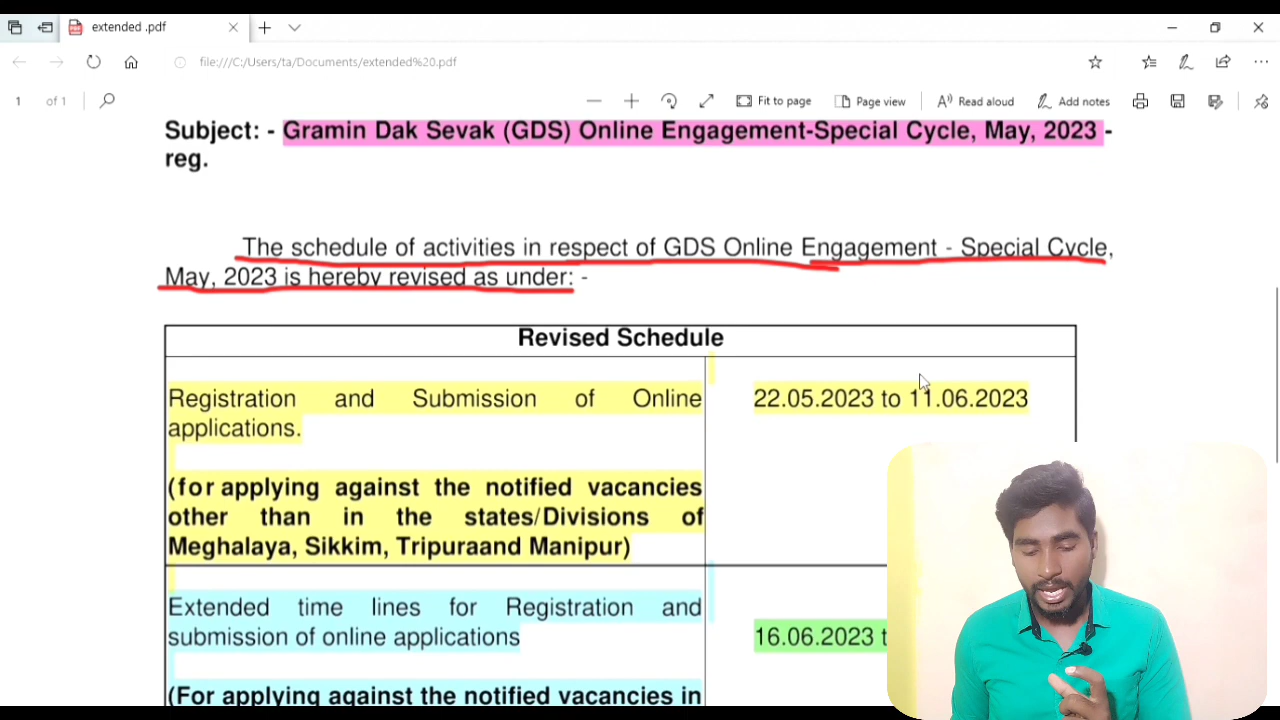 extended .pdf
file:///C:/Users/ta/Documents/extended%20.pdf
1 of 1
Fit to page
Page view
Read aloud
Add notes
Subject: - Gramin Dak Sevak (GDS) Online Engagement-Special Cycle, May, 2023 -
reg.
The schedule of activities in respect of GDS Online Engagement - Special Cycle,
May, 2023 is hereby revised as under: -
Revised Schedule
Registration and Submission of Online
applications.
22.05.2023 to 11.06.2023
(for applying against the notified vacancies
other than in the states/Divisions of
Meghalaya, Sikkim, Tripuraand Manipur)
Extended time lines for Registration and
submission of online applications
16.06.2023 t
(For applying against the notified vacancies in